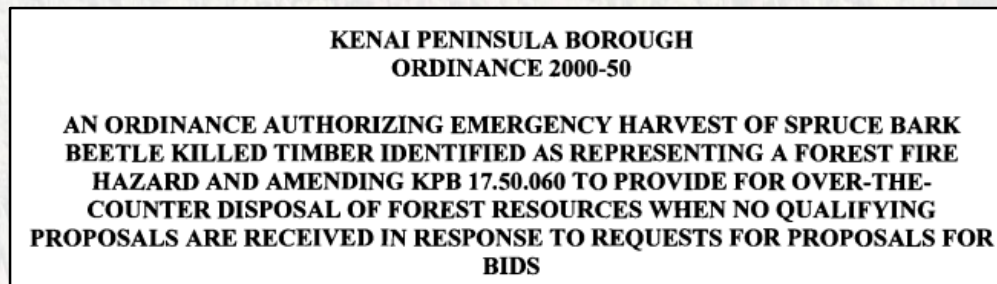 KENAI PENINSULA BOROUGH
ORDINANCE 2000-50
AN ORDINANCE AUTHORIZING EMERGENCY HARVEST OF SPRUCE BARK
BEETLE KILLED TIMBER IDENTIFIED AS REPRESENTING A FOREST FIRE
HAZARD AND AMENDING KPB 17.50.060 TO PROVIDE FOR OVER-THE-
COUNTER DISPOSAL OF FOREST RESOURCES WHEN NO QUALIFYING
PROPOSALS ARE RECEIVED IN RESPONSE TO REQUESTS FOR PROPOSALS FOR
BIDS